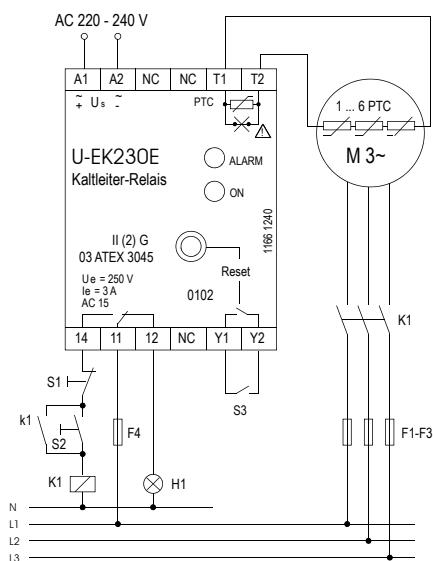 AC 220 - 240 V
A1 A2 NC NC T1 T2
~ ~
+ Us -
PTC
1 ... 6 PTC
M 3~
U-EK230E
Kaltleiter-Relais
ALARM
ON
1166 1240
II (2) G
03 ATEX 3045
Ue = 250 V
Ie = 3 A
AC 15
Reset
0102
14 11 12 NC Y1 Y2
K1
S1
k1
S2
S3
F4
F1-F3
K1
H1
N
L1
L2
L3